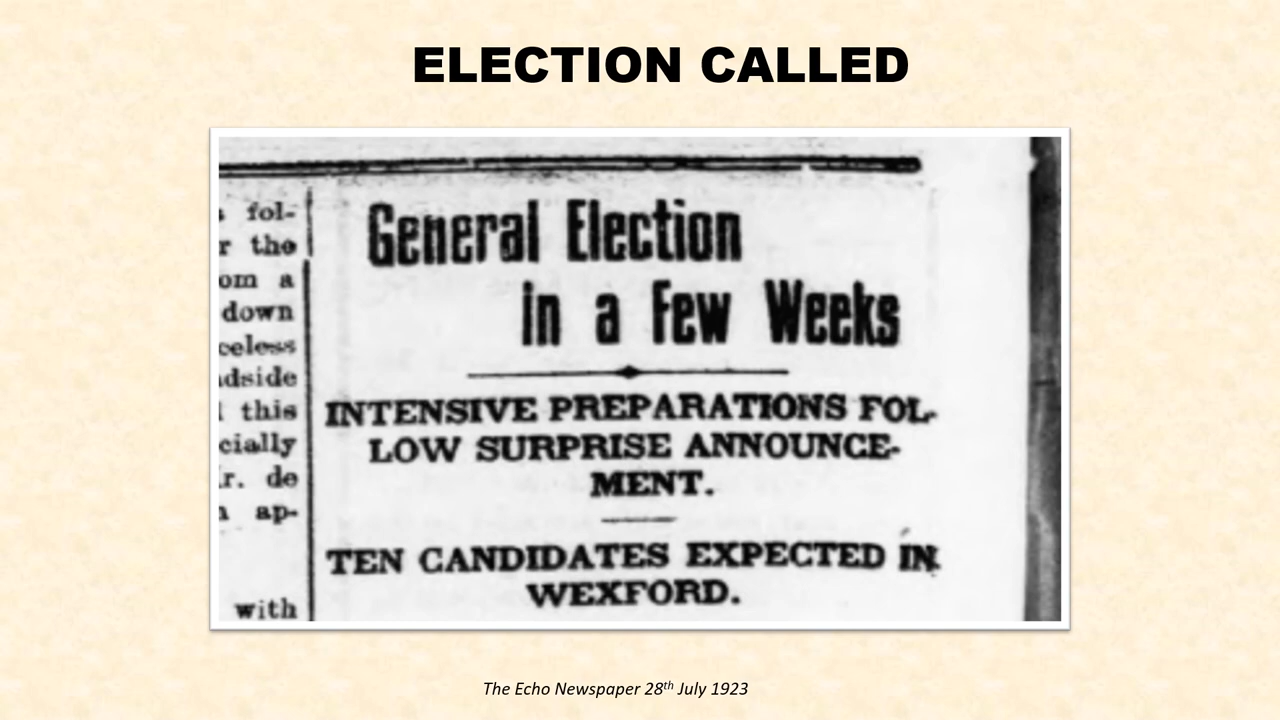 ELECTION CALLED
fol-
r the
om a
down
celess
dside
this
cially
r. de
ap-
with
General Election
in a Few Weeks
INTENSIVE PREPARATIONS FOL-
LOW SURPRISE ANNOUNCE-
MENT.
TEN CANDIDATES EXPECTED IN
WEXFORD.
The Echo Newspaper 28th July 1923